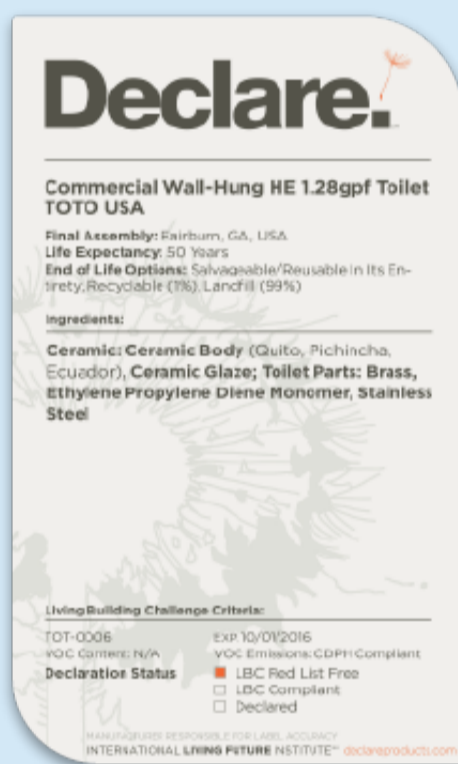 Declare.
Commercial Wall-Hung HE 1.28gpf Toilet
TOTO USA
Final Assembly: Fairburn, GA, USA
Life Expectancy: 50 Years
End of Life Options: Salvageable/Reusable in Its En-
tirety, Recyclable (1%), Landfill (99%)
Ingredients:
Ceramic: Ceramic Body (Quito, Pichincha,
Ecuador), Ceramic Glaze; Toilet Parts: Brass,
Ethylene Propylene Diene Monomer, Stainless
Steel
Living Building Challenge Criteria:
TOT-0006 EXP. 10/01/2016
VOC Content: N/A VOC Emissions: CDPH Compliant
Declaration Status LBC Red List Free
LBC Compliant
Declared
MANUFACTURER RESPONSIBLE FOR LABEL ACCURACY
INTERNATIONAL LIVING FUTURE INSTITUTE™ declareproducts.com